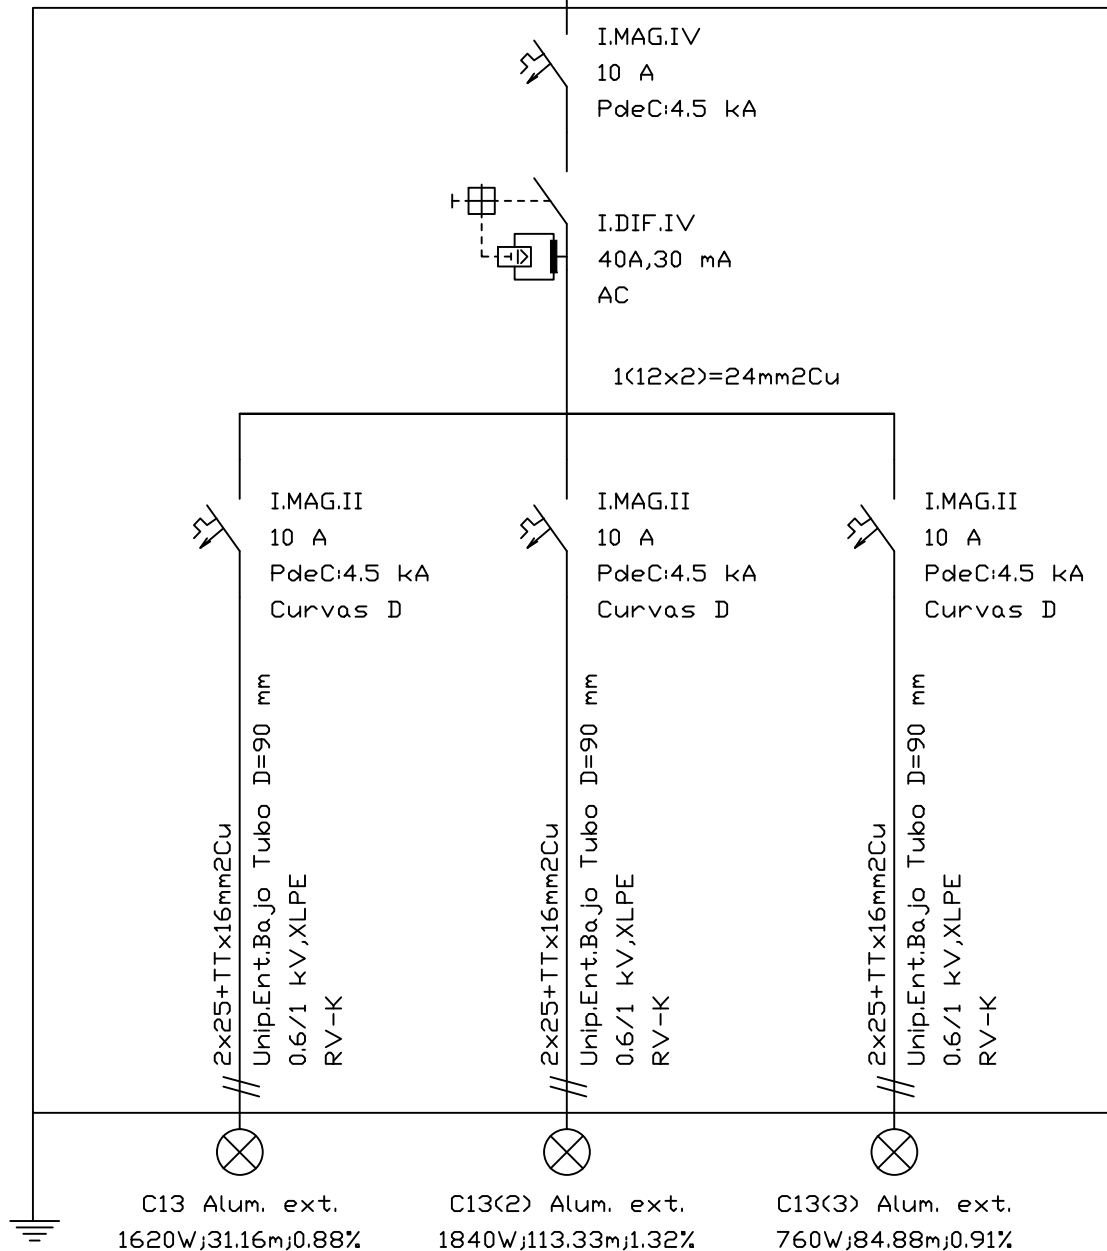 I.MAG.IV
10 A
PdeC:4.5 kA
I.DIF.IV
40A,30 mA
AC
1(12x2)=24mm2Cu
I.MAG.II
10 A
PdeC:4.5 kA
Curvas D
I.MAG.II
10 A
PdeC:4.5 kA
Curvas D
I.MAG.II
10 A
PdeC:4.5 kA
Curvas D
2x25+TTx16mm2Cu
Unip.Ent.Bajo Tubo D=90 mm
0.6/1 kV,XLPE
RV-K
2x25+TTx16mm2Cu
Unip.Ent.Bajo Tubo D=90 mm
0.6/1 kV,XLPE
RV-K
2x25+TTx16mm2Cu
Unip.Ent.Bajo Tubo D=90 mm
0.6/1 kV,XLPE
RV-K
C13 Alum. ext.
1620W;31.16m;0.88%
C13(2) Alum. ext.
1840W;113.33m;1.32%
C13(3) Alum. ext.
760W;84.88m;0.91%